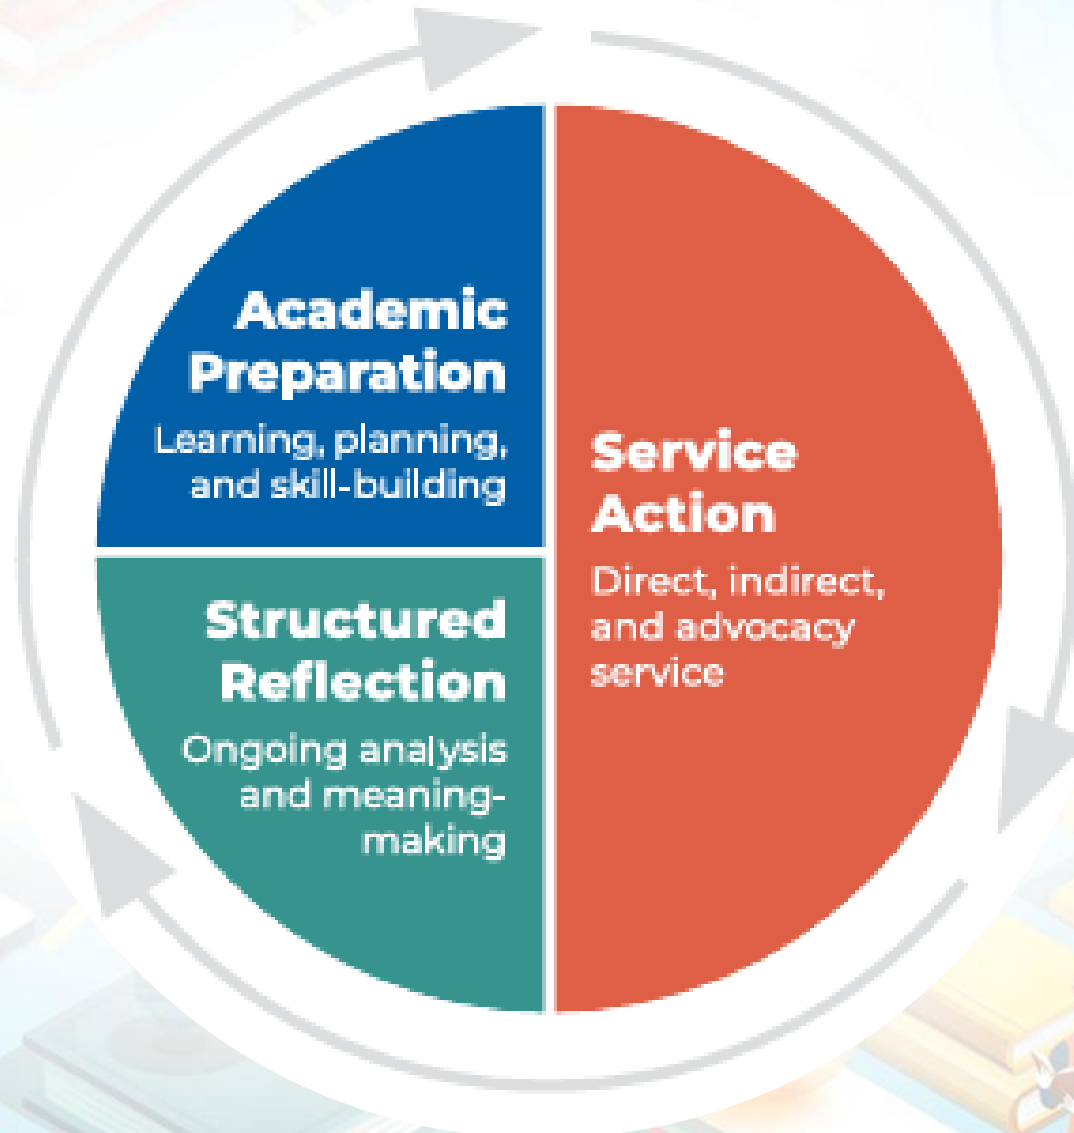 Academic
Preparation
Learning, planning,
and skill-building
Service
Action
Direct, indirect,
and advocacy
service
Structured
Reflection
Ongoing analysis
and meaning-
making